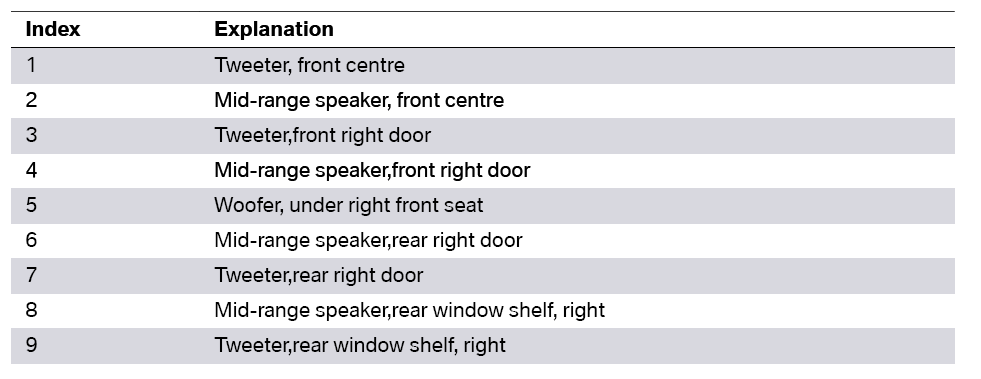 Index Explanation
1 Tweeter, front centre
2 Mid-range speaker, front centre
3 Tweeter,front right door
4 Mid-range speaker,front right door
5 Woofer, under right front seat
6 Mid-range speaker,rear right door
7 Tweeter,rear right door
8 Mid-range speaker,rear window shelf, right
9 Tweeter,rear window shelf, right